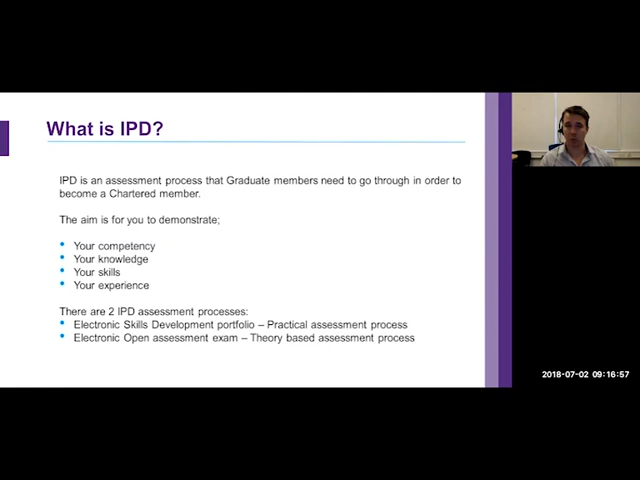 What is IPD?
IPD is an assessment process that Graduate members need to go through in order to
become a Chartered member.
The aim is for you to demonstrate;
Your competency
Your knowledge
Your skills
Your experience
There are 2 IPD assessment processes:
Electronic Skills Development portfolio – Practical assessment process
Electronic Open assessment exam – Theory based assessment process
2018-07-02 09:16:57